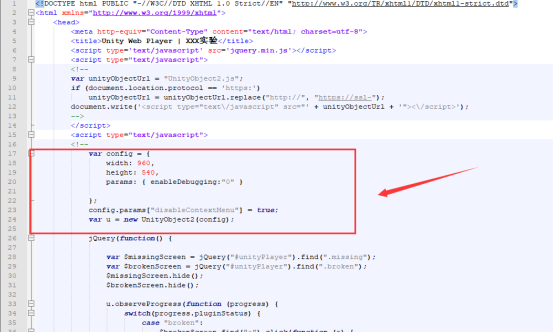 1 <!DOCTYPE html PUBLIC "-//W3C//DTD XHTML 1.0 Strict//EN" "http://www.w3.org/TR/xhtml1/DTD/xhtml1-strict.dtd">
2 <html xmlns="http://www.w3.org/1999/xhtml">
3 <head>
4 <meta http-equiv="Content-Type" content="text/html; charset=utf-8">
5 <title>Unity Web Player | XXX实验</title>
6 <script type='text/javascript' src='jquery.min.js'></script>
7 <script type="text/javascript">
8 <!--
9 var unityObjectUrl = "UnityObject2.js";
10 if (document.location.protocol == 'https:')
11 unityObjectUrl = unityObjectUrl.replace("http://", "https://ssl-");
12 document.write('<script type="text\/javascript" src="' + unityObjectUrl + '"><\/script>');
13 -->
14 </script>
15 <script type="text/javascript">
16 <!--
17 var config = {
18 width: 960,
19 height: 540,
20 params: { enableDebugging:"0" }
21
22 };
23 config.params["disableContextMenu"] = true;
24 var u = new UnityObject2(config);
25
26 jQuery(function() {
27
28 var $missingScreen = jQuery("#unityPlayer").find(".missing");
29 var $brokenScreen = jQuery("#unityPlayer").find(".broken");
30 $missingScreen.hide();
31 $brokenScreen.hide();
32
33 u.observeProgress(function (progress) {
34 switch(progress.pluginStatus) {
35 case "broken":